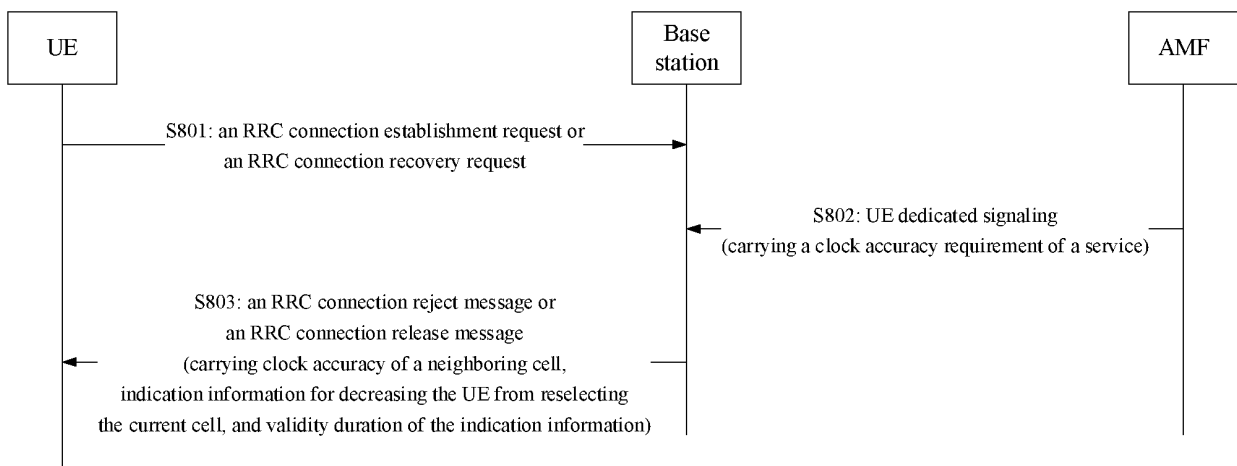 UE
Base
station
AMF
S801: an RRC connection establishment request or
an RRC connection recovery request
S802: UE dedicated signaling
(carrying a clock accuracy requirement of a service)
S803: an RRC connection reject message or
an RRC connection release message
(carrying clock accuracy of a neighboring cell,
indication information for decreasing the UE from reselecting
the current cell, and validity duration of the indication information)